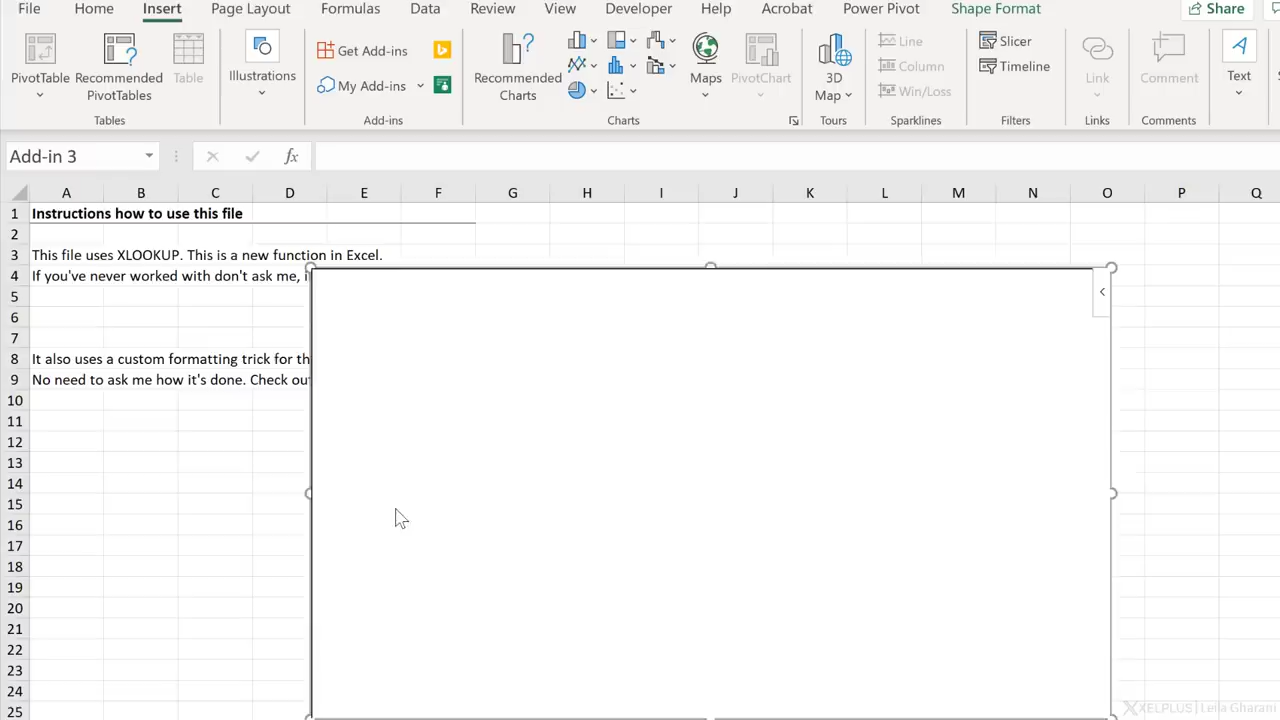 File Home Insert Page Layout Formulas Data Review View Developer Help Acrobat Power Pivot Shape Format Share
PivotTable
Recommended
PivotTables
Table
Tables
Illustrations
Get Add-ins
My Add-ins
Add-ins
Recommended
Charts
Maps
PivotChart
Charts
3D
Map
Tours
Line
Column
Win/Loss
Sparklines
Slicer
Timeline
Filters
Link
Links
Comment
Comments
Text
Add-in 3
fx
A B C D E F G H I J K L M N O P Q
1 Instructions how to use this file
2
3 This file uses XLOOKUP. This is a new function in Excel.
4 If you've never worked with don't ask me, i
5
6
7
8 It also uses a custom formatting trick for th
9 No need to ask me how it's done. Check ou
10
11
12
13
14
15
16
17
18
19
20
21
22
23
24
25
XELPLUS | Leila Gharani